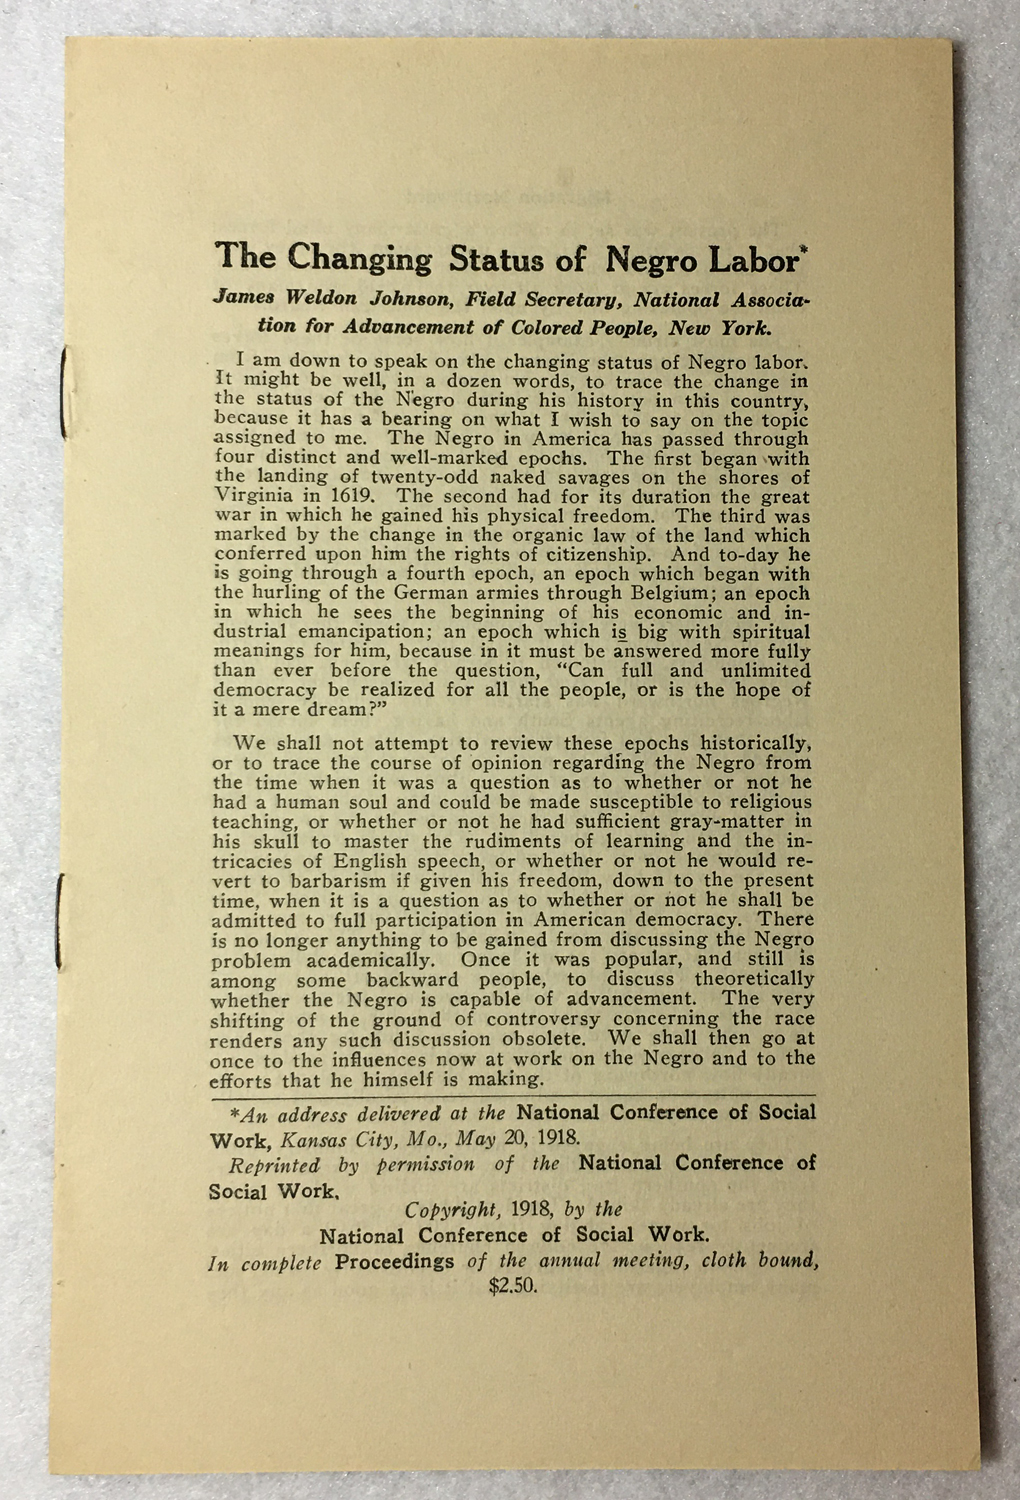 The Changing Status of Negro Labor*
James Weldon Johnson, Field Secretary, National Associa-
tion for Advancement of Colored People, New York.
I am down to speak on the changing status of Negro labor.
It might be well, in a dozen words, to trace the change in
the status of the Negro during his history in this country,
because it has a bearing on what I wish to say on the topic
assigned to me. The Negro in America has passed through
four distinct and well-marked epochs. The first began with
the landing of twenty-odd naked savages on the shores of
Virginia in 1619. The second had for its duration the great
war in which he gained his physical freedom. The third was
marked by the change in the organic law of the land which
conferred upon him the rights of citizenship. And to-day he
is going through a fourth epoch, an epoch which began with
the hurling of the German armies through Belgium; an epoch
in which he sees the beginning of his economic and in-
dustrial emancipation; an epoch which is big with spiritual
meanings for him, because in it must be answered more fully
than ever before the question, “Can full and unlimited
democracy be realized for all the people, or is the hope of
it a mere dream?”
We shall not attempt to review these epochs historically,
or to trace the course of opinion regarding the Negro from
the time when it was a question as to whether or not he
had a human soul and could be made susceptible to religious
teaching, or whether or not he had sufficient gray-matter in
his skull to master the rudiments of learning and the in-
tricacies of English speech, or whether or not he would re-
vert to barbarism if given his freedom, down to the present
time, when it is a question as to whether or not he shall be
admitted to full participation in American democracy. There
is no longer anything to be gained from discussing the Negro
problem academically. Once it was popular, and still is
among some backward people, to discuss theoretically
whether the Negro is capable of advancement. The very
shifting of the ground of controversy concerning the race
renders any such discussion obsolete. We shall then go at
once to the influences now at work on the Negro and to the
efforts that he himself is making.
*An address delivered at the National Conference of Social
Work, Kansas City, Mo., May 20, 1918.
Reprinted by permission of the National Conference of
Social Work.
Copyright, 1918, by the
National Conference of Social Work.
In complete Proceedings of the annual meeting, cloth bound,
$2.50.